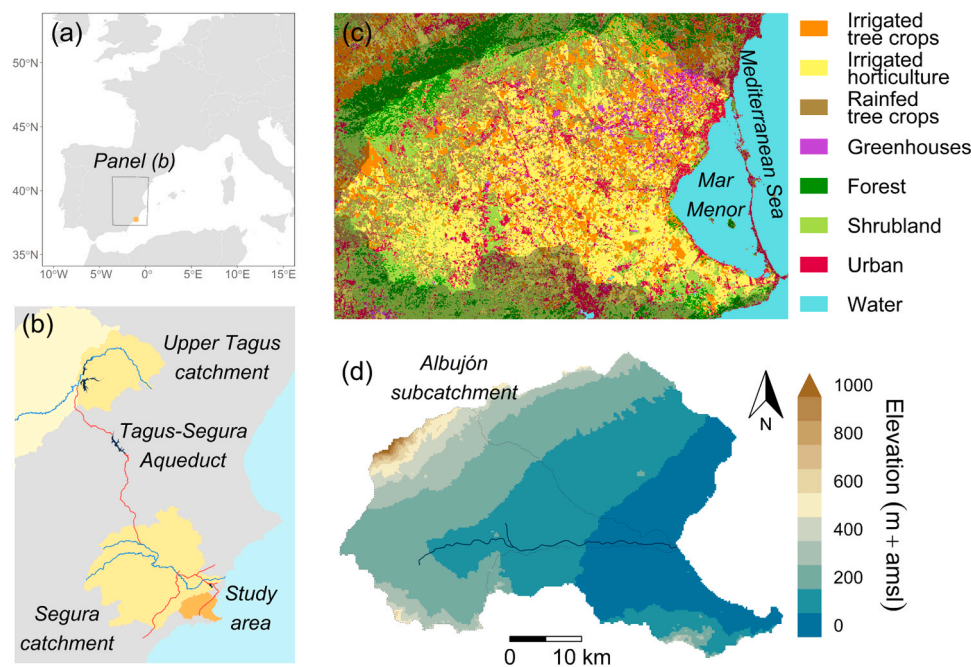 (a)
50°N
45°N
40°N
35°N
10°W
5°W
0°
5°E
10°E
15°E
Panel (b)
(b)
Upper Tagus
catchment
Tagus-Segura
Aqueduct
Segura
catchment
Study
area
(c)
Mediterranean Sea
Mar
Menor
Irrigated
tree crops
Irrigated
horticulture
Rainfed
tree crops
Greenhouses
Forest
Shrubland
Urban
Water
(d)
Albujón
subcatchment
N
0 10 km
1000
800
600
400
200
0
Elevation (m + amsl)